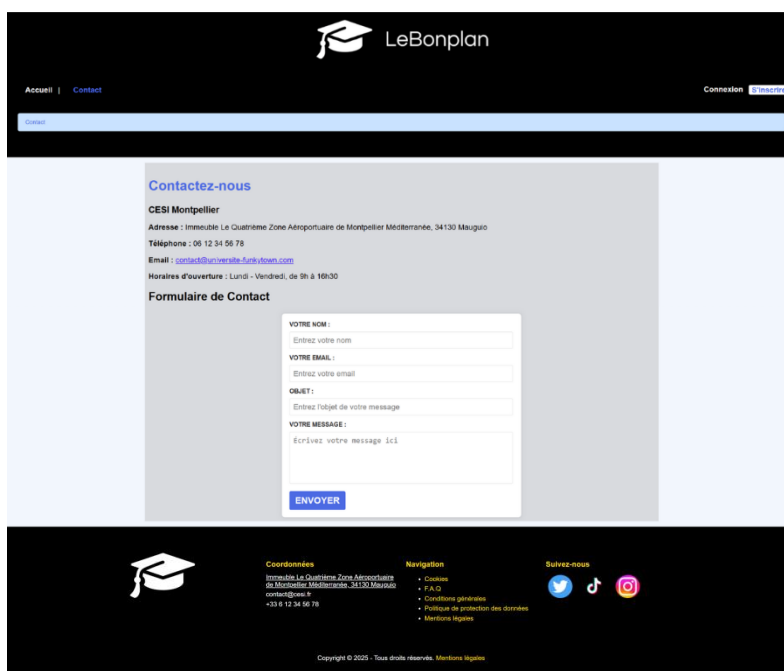 LeBonplan
Accueil | Contact
Connexion S'inscrire
Contact
Contactez-nous
CESI Montpellier
Adresse : Immeuble Le Quatrième Zone Aéroportuaire de Montpellier Méditerranée, 34130 Mauguio
Téléphone : 06 12 34 56 78
Email : contact@universite-funkytown.com
Horaires d'ouverture : Lundi - Vendredi, de 9h à 16h30
Formulaire de Contact
VOTRE NOM :
Entrez votre nom
VOTRE EMAIL :
Entrez votre email
OBJET :
Entrez l'objet de votre message
VOTRE MESSAGE :
Écrivez votre message ici
ENVOYER
Coordonnées
Immeuble Le Quatrième Zone Aéroportuaire
de Montpellier Méditerranée, 34130 Mauguio
contact@cesi.fr
+33 6 12 34 56 78
Navigation
Cookies
F.A.Q
Conditions générales
Politique de protection des données
Mentions légales
Suivez-nous
Copyright © 2025 - Tous droits réservés. Mentions légales